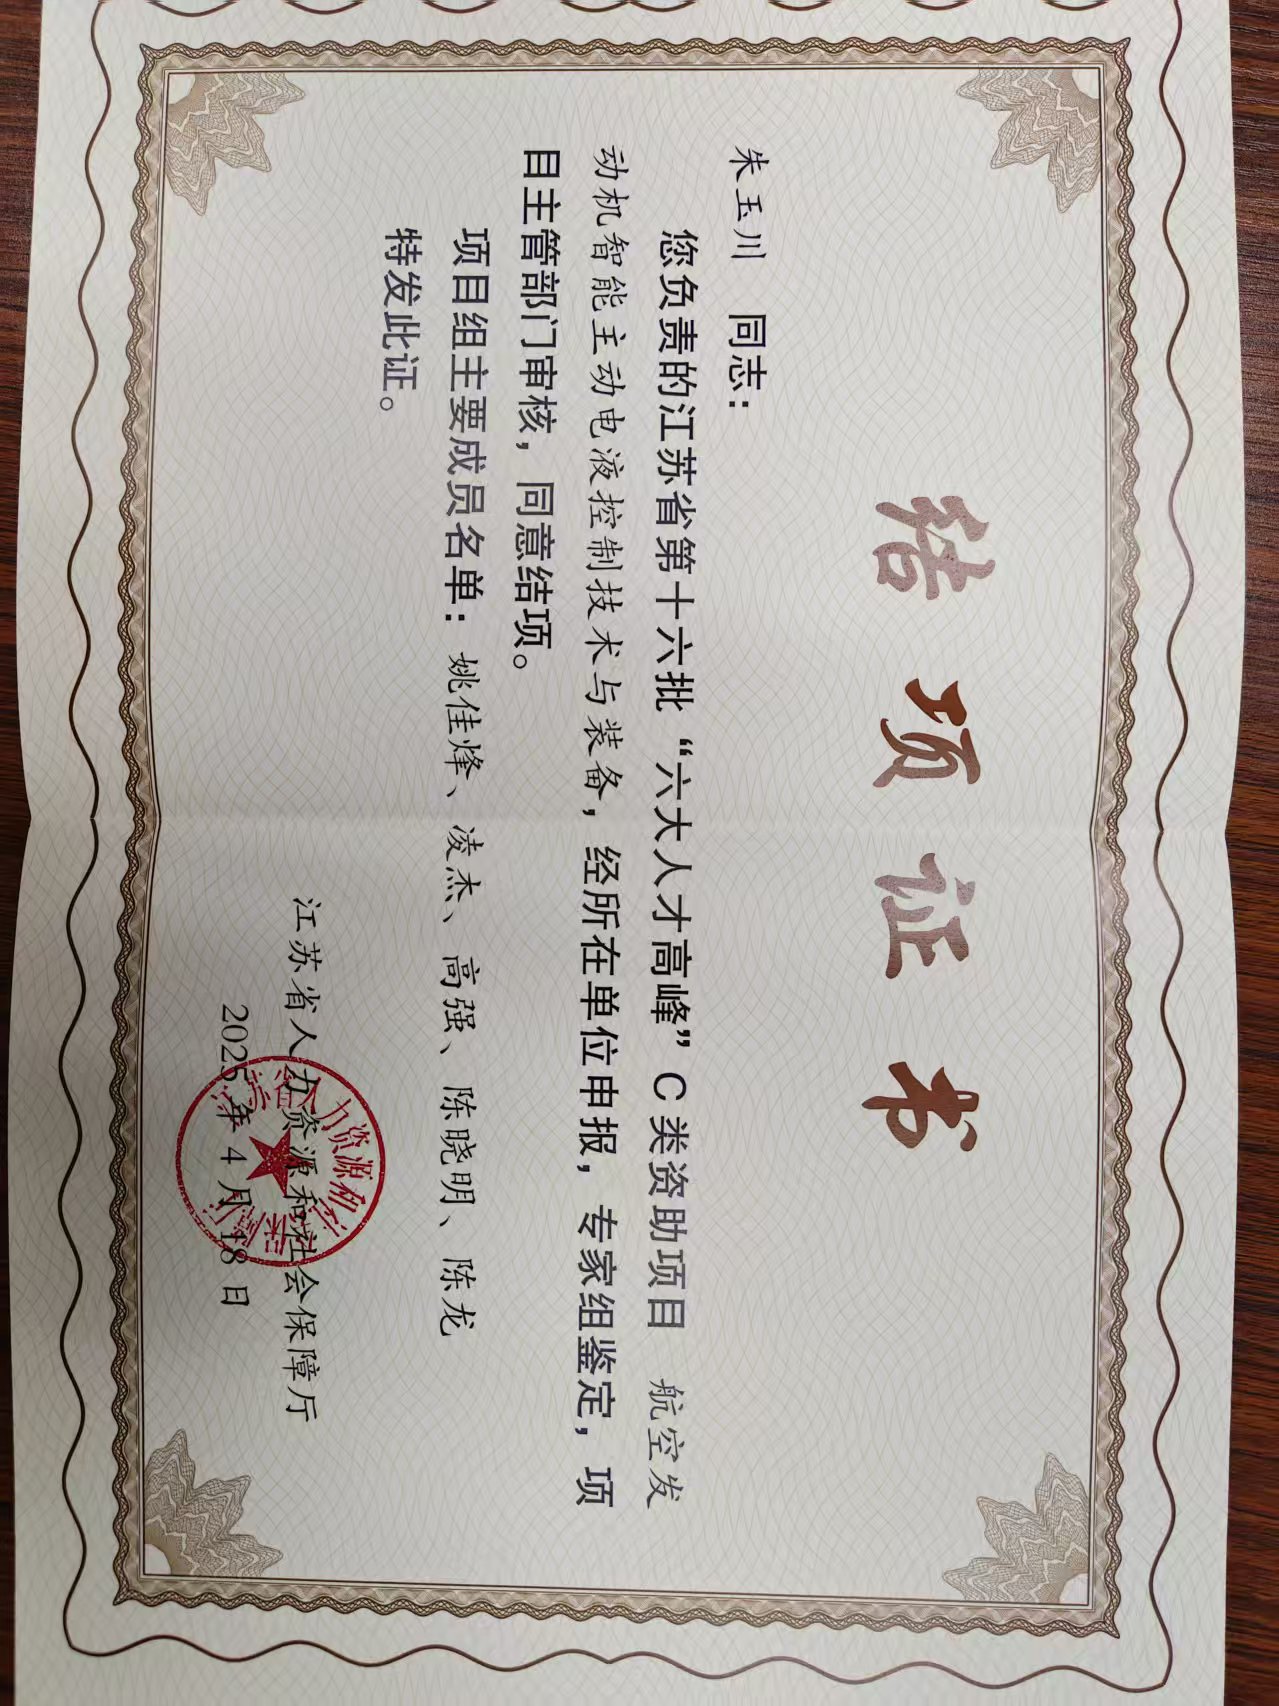 结项证书
朱玉川 同志：
您负责的江苏省第十六批“六大人才高峰”C类资助项目 航空发
动机智能主动电液控制技术与装备，经所在单位申报，专家组鉴定，项
目主管部门审核，同意结项。
项目组主要成员名单：姚佳烽、凌杰、高强、陈晓明、陈龙
特发此证。
江苏省人力资源和社会保障厅
2025年4月18日